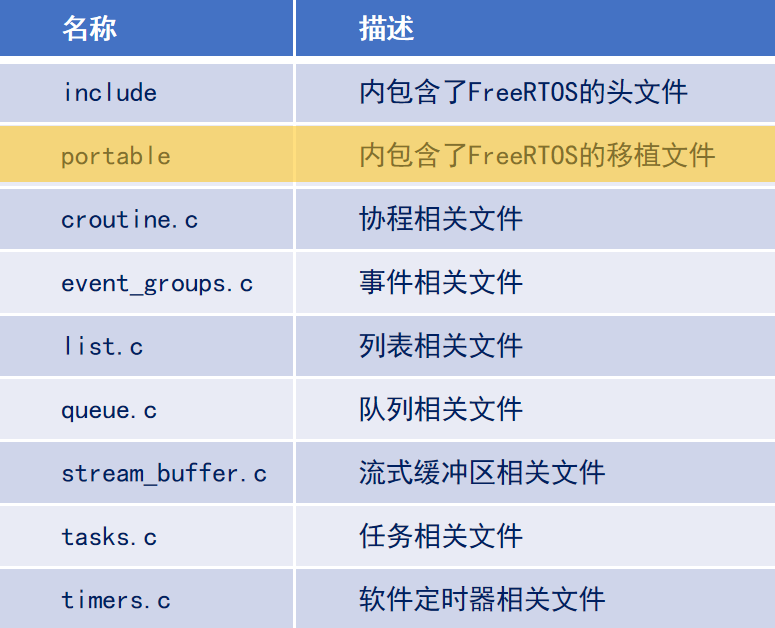 名称 描述
include 内包含了FreeRTOS的头文件
portable 内包含了FreeRTOS的移植文件
croutine.c 协程相关文件
event_groups.c 事件相关文件
list.c 列表相关文件
queue.c 队列相关文件
stream_buffer.c 流式缓冲区相关文件
tasks.c 任务相关文件
timers.c 软件定时器相关文件